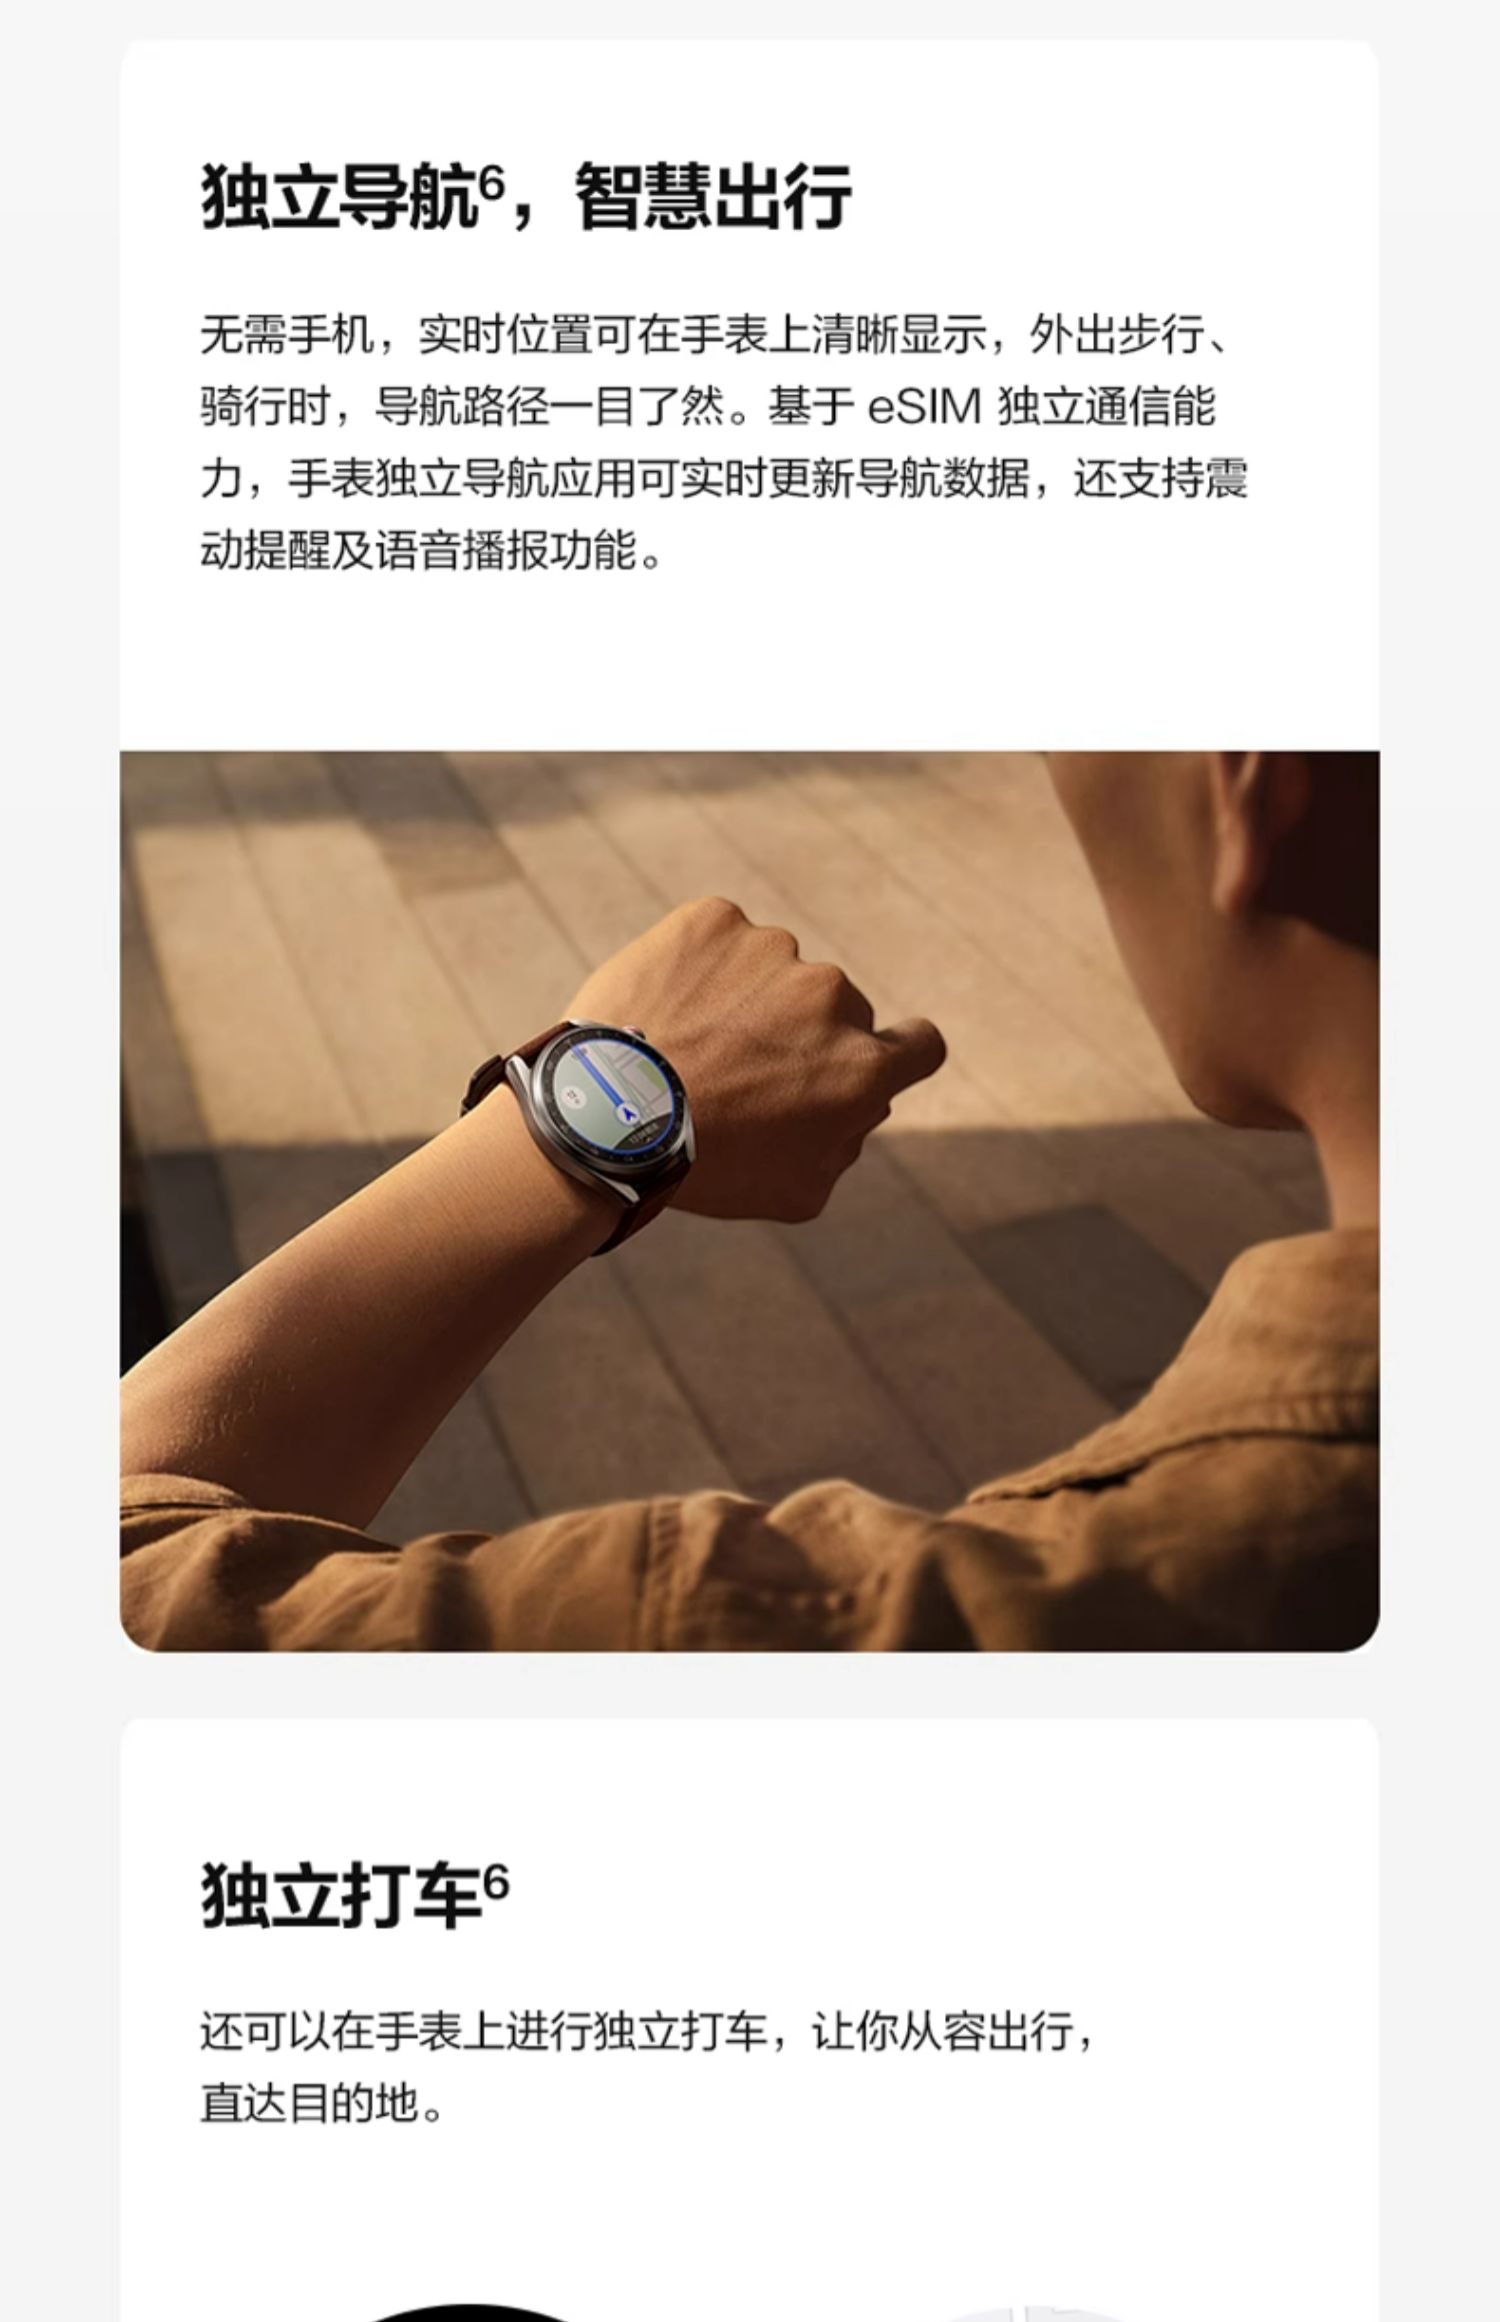 独立导航6，智慧出行
无需手机，实时位置可在手表上清晰显示，外出步行、
骑行时，导航路径一目了然。基于 eSIM 独立通信能
力，手表独立导航应用可实时更新导航数据，还支持震
动提醒及语音播报功能。
独立打车6
还可以在手表上进行独立打车，让你从容出行，
直达目的地。